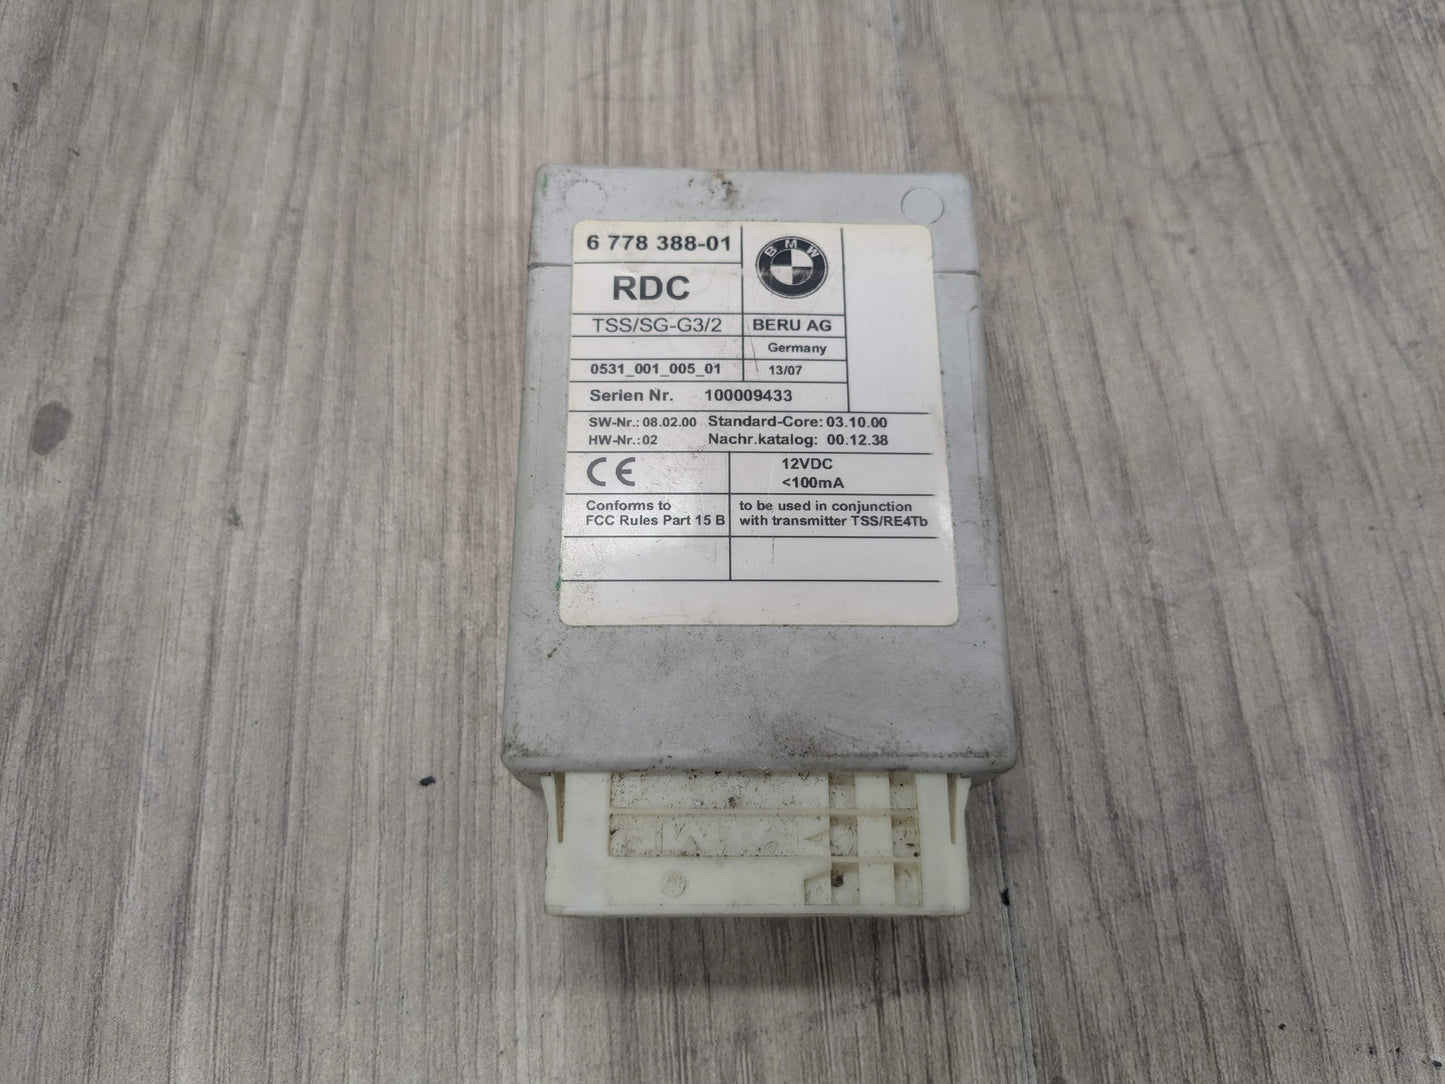 6 778 388-01
BMW
RDC
TSS/SG-G3/2
BERU AG
Germany
0531_001_005_01
13/07
Serien Nr. 100009433
SW-Nr.: 08.02.00 Standard-Core: 03.10.00
HW-Nr.: 02 Nachr.katalog: 00.12.38
CE
12VDC
<100mA
Conforms to
FCC Rules Part 15 B
to be used in conjunction
with transmitter TSS/RE4Tb